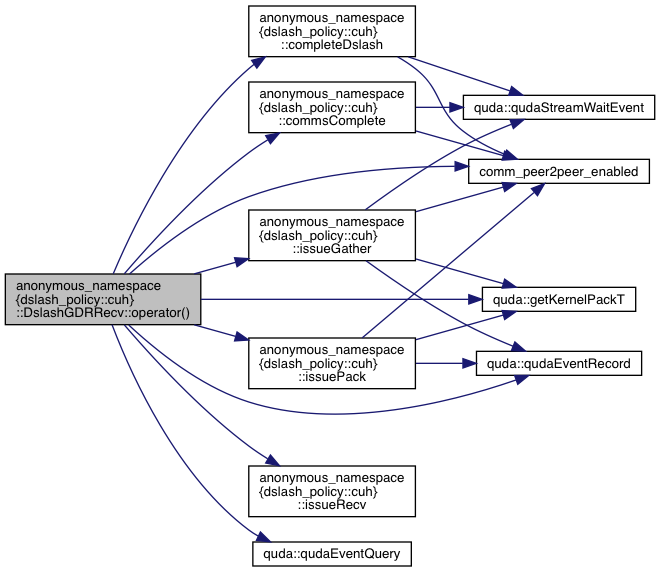 anonymous_namespace
{dslash_policy::cuh}
::completeDslash
anonymous_namespace
{dslash_policy::cuh}
::commsComplete
quda::qudaStreamWaitEvent
comm_peer2peer_enabled
anonymous_namespace
{dslash_policy::cuh}
::issueGather
anonymous_namespace
{dslash_policy::cuh}
::DslashGDRRecv::operator()
quda::getKernelPackT
anonymous_namespace
{dslash_policy::cuh}
::issuePack
quda::qudaEventRecord
anonymous_namespace
{dslash_policy::cuh}
::issueRecv
quda::qudaEventQuery